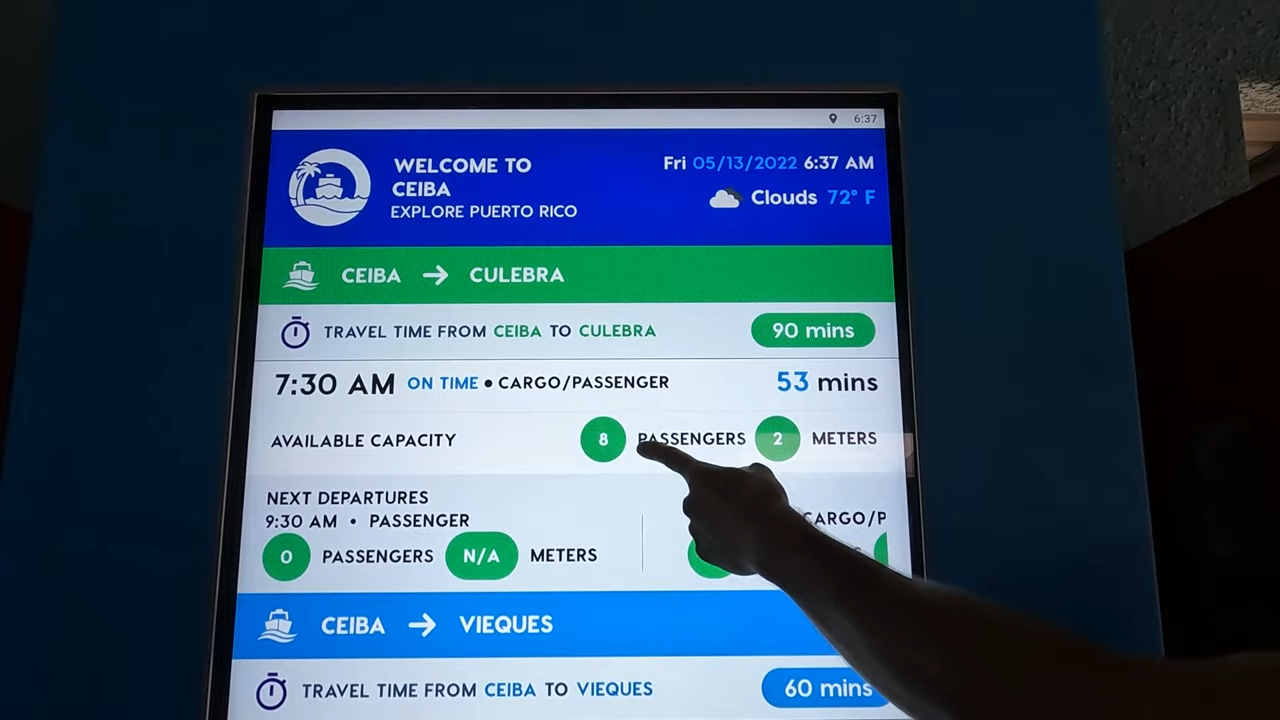 6:37
WELCOME TO
CEIBA
EXPLORE PUERTO RICO
Fri 05/13/2022 6:37 AM
Clouds 72° F
CEIBA → CULEBRA
TRAVEL TIME FROM CEIBA TO CULEBRA 90 mins
7:30 AM ON TIME • CARGO/PASSENGER 53 mins
AVAILABLE CAPACITY 8 PASSENGERS 2 METERS
NEXT DEPARTURES
9:30 AM • PASSENGER
0 PASSENGERS N/A METERS
CARGO/P
CEIBA → VIEQUES
TRAVEL TIME FROM CEIBA TO VIEQUES 60 mins